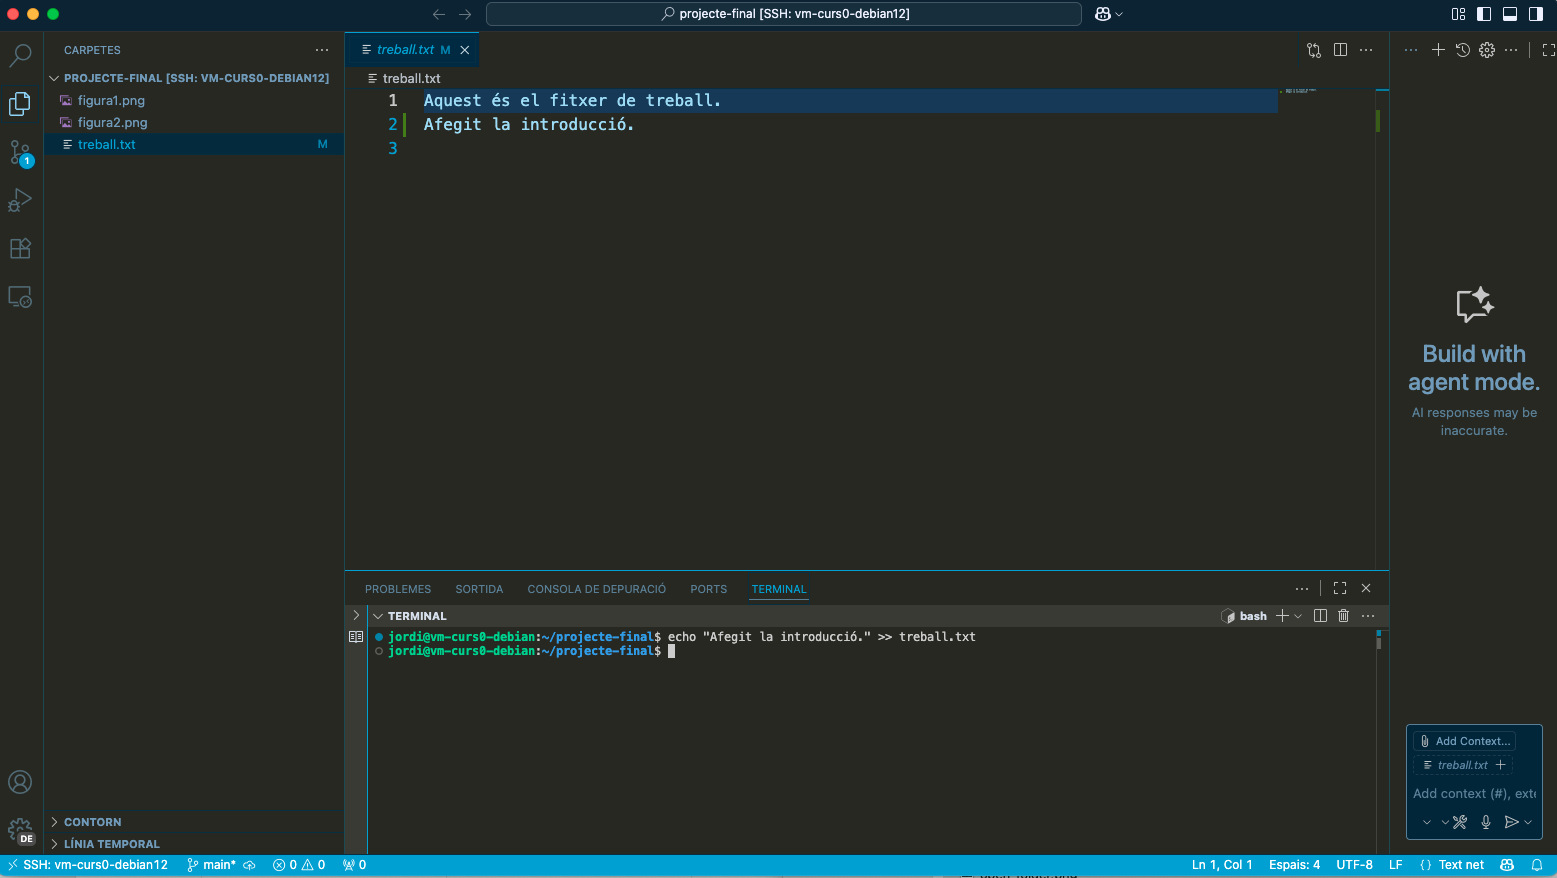 projecte-final [SSH: vm-curs0-debian12]
CARPETES
PROJECTE-FINAL [SSH: VM-CURS0-DEBIAN12]
figura1.png
figura2.png
treball.txt M
1
CONTORN
LÍNIA TEMPORAL
DE
treball.txt M
treball.txt
1 Aquest és el fitxer de treball.
2 Afegit la introducció.
3
PROBLEMES SORTIDA CONSOLA DE DEPURACIÓ PORTS TERMINAL
TERMINAL
bash
jordi@vm-curs0-debian:~/projecte-final$ echo "Afegit la introducció." >> treball.txt
jordi@vm-curs0-debian:~/projecte-final$
Build with
agent mode.
AI responses may be
inaccurate.
Add Context...
treball.txt
Add context (#), exte
SSH: vm-curs0-debian12 main* 0 0 0 Ln 1, Col 1 Espais: 4 UTF-8 LF {} Text net